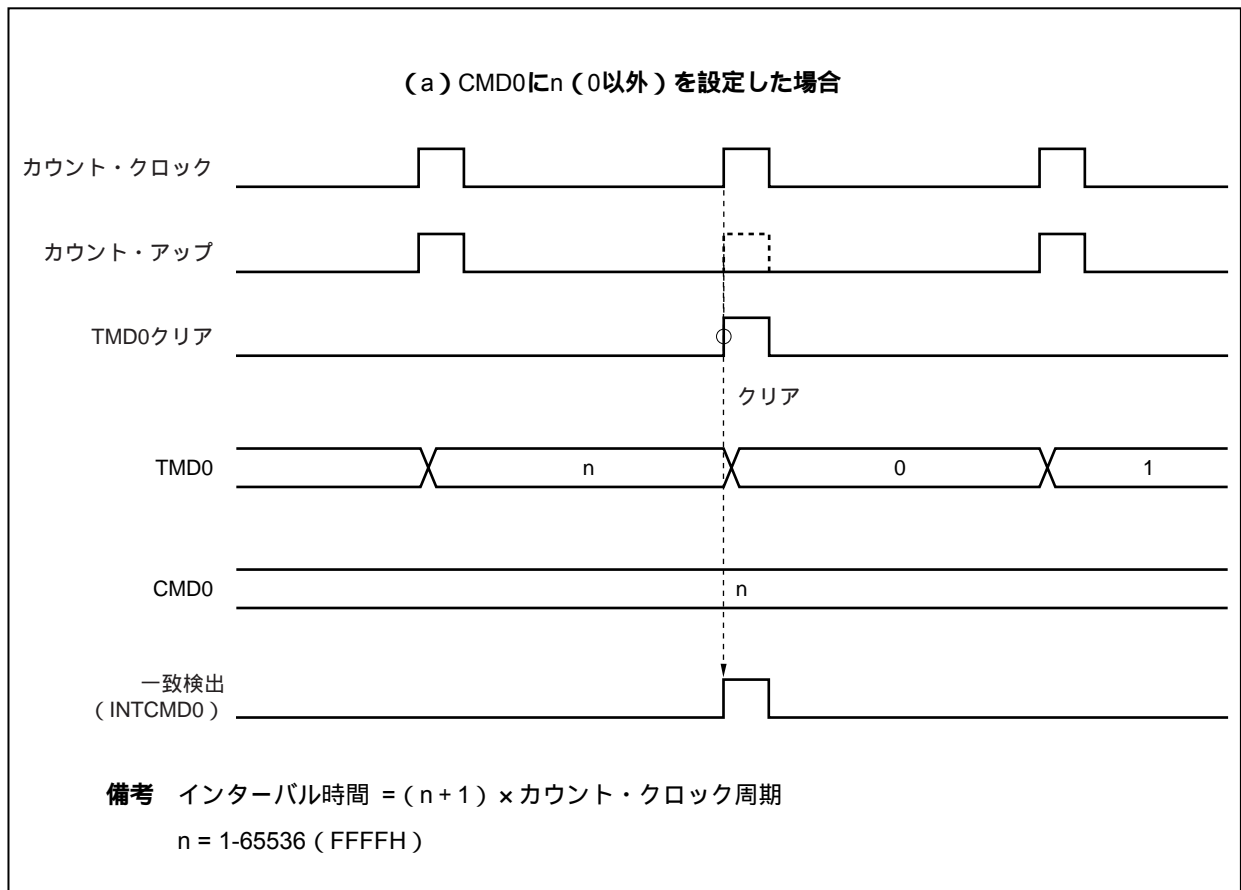 （a）CMD0にn（0以外）を設定した場合
カウント・クロック
カウント・アップ
TMD0クリア
クリア
TMD0
n
0
1
CMD0
n
一致検出
（INTCMD0）
備考　インターバル時間 =（n + 1）×カウント・クロック周期
n = 1-65536（FFFFH）